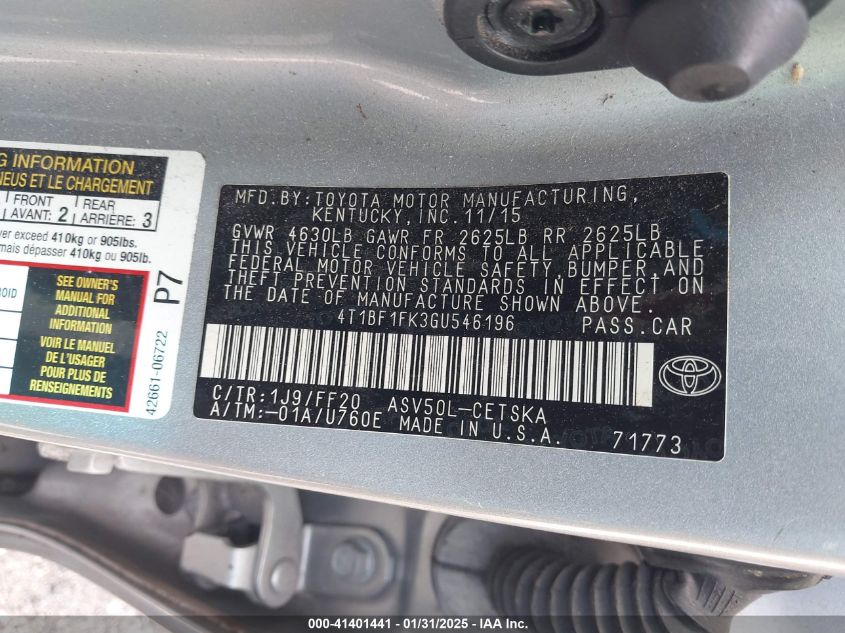 G INFORMATION
NEUS ET LE CHARGEMENT
FRONT
AVANT: 2
REAR
ARRIÈRE: 3
ver exceed 410kg or 905lbs.
mais dépasser 410kg or 905lb.
SEE OWNER'S
MANUAL FOR
ADDITIONAL
INFORMATION
VOIR LE MANUEL
DE L'USAGER
POUR PLUS DE
RENSEIGNEMENTS
P7
42661-06722
MFD.BY:TOYOTA MOTOR MANUFACTURING,
KENTUCKY, INC.11/15
GVWR 4630LB GAWR FR 2625LB RR 2625LB
THIS VEHICLE CONFORMS TO ALL APPLICABLE
FEDERAL MOTOR VEHICLE SAFETY,BUMPER,AND
THEFT PREVENTION STANDARDS IN EFFECT ON
THE DATE OF MANUFACTURE SHOWN ABOVE.
4T1BF1FK3GU546196 PASS.CAR
C/TR:1J9/FF20 ASV50L-CETSKA
A/TM:-01A/U760E MADE IN U.S.A. 71773
000-41401441 - 01/31/2025 - IAA Inc.